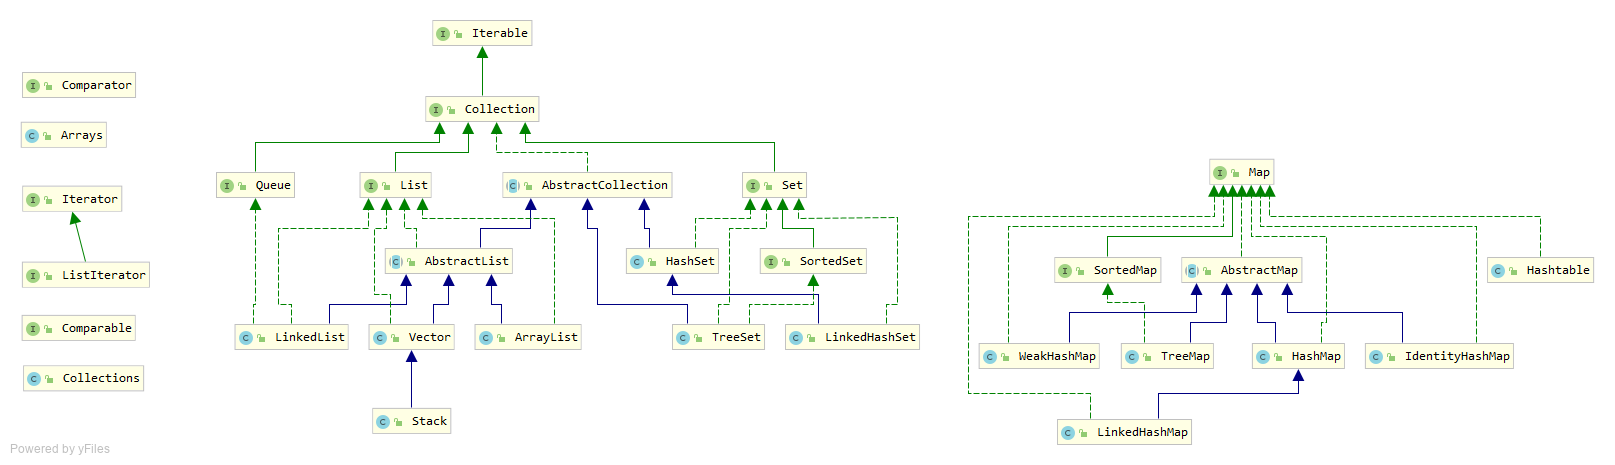 Iterable
Comparator
Collection
Arrays
Map
Queue
List
AbstractCollection
Set
Iterator
AbstractList
HashSet
SortedSet
SortedMap
AbstractMap
Hashtable
ListIterator
Comparable
LinkedList
Vector
ArrayList
TreeSet
LinkedHashSet
WeakHashMap
TreeMap
HashMap
IdentityHashMap
Collections
Stack
LinkedHashMap
Powered by yFiles